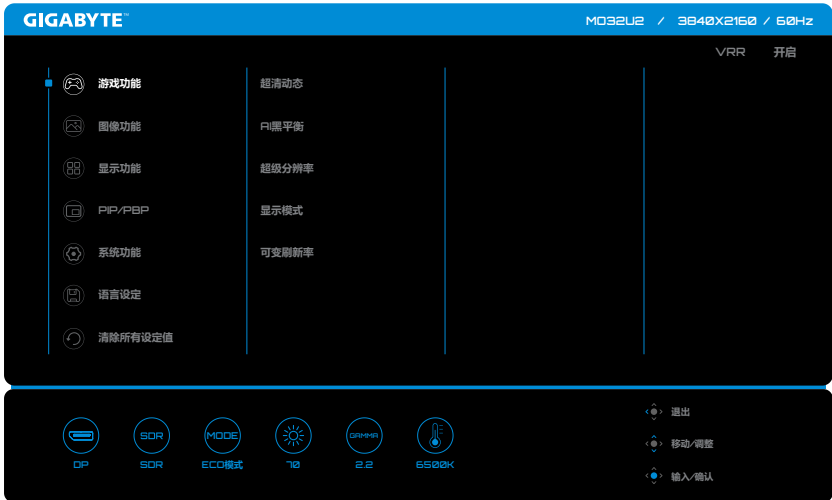 GIGABYTE™
MO32U2 / 3840X2160 / 60Hz
VRR 开启
游戏功能
图像功能
显示功能
PIP/PBP
系统功能
语言设定
清除所有设定值
超清动态
AI黑平衡
超级分辨率
显示模式
可变刷新率
DP
SDR
SDR
MODE
ECO模式
70
GAMMA
2.2
6500K
退出
移动/调整
输入/确认